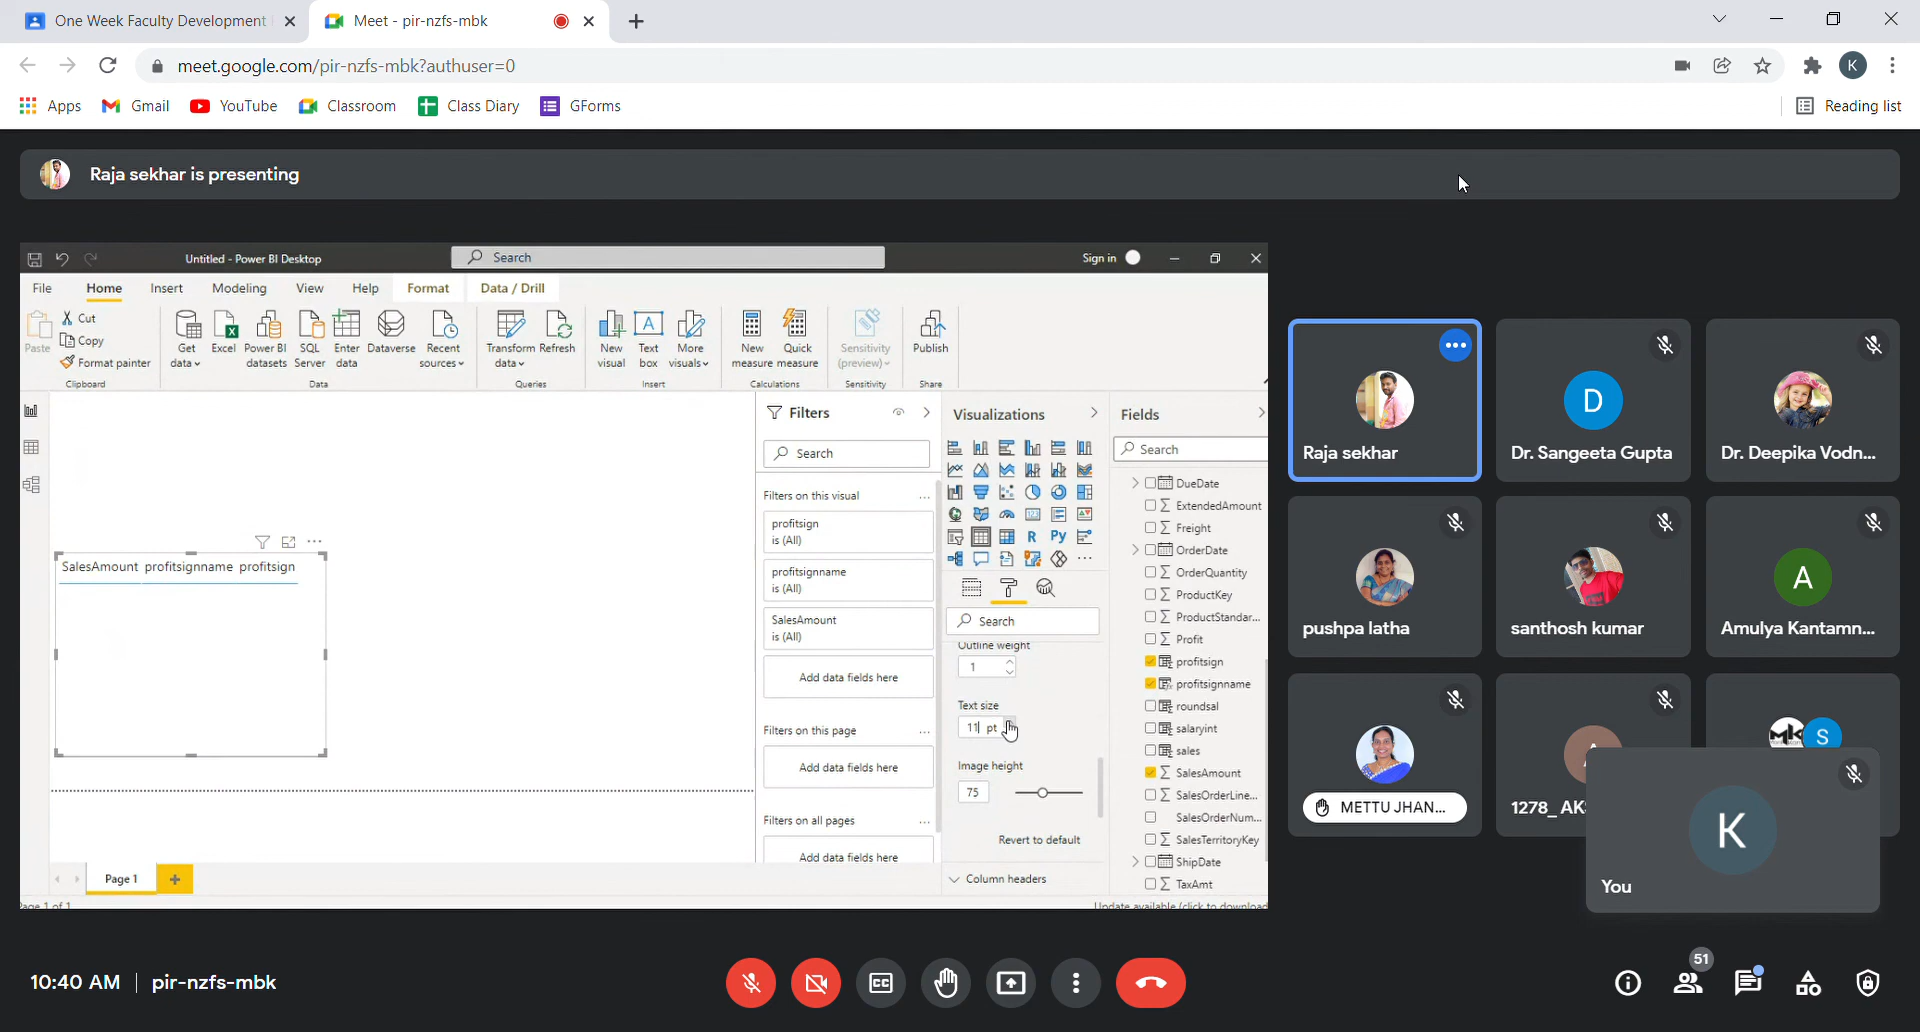 One Week Faculty Development
Meet - pir-nzfs-mbk
meet.google.com/pir-nzfs-mbk?authuser=0
K
Apps
Gmail
YouTube
Classroom
Class Diary
GForms
Reading list
Raja sekhar is presenting
Untitled - Power BI Desktop
Search
Sign in
File
Home
Insert
Modeling
View
Help
Format
Data / Drill
Paste
Cut
Copy
Format painter
Clipboard
Get data
Excel
Power BI datasets
SQL Server
Enter data
Dataverse
Recent sources
Data
Transform data
Refresh
Queries
New visual
Text box
More visuals
Insert
New measure
Quick measure
Calculations
Sensitivity (preview)
Sensitivity
Publish
Share
SalesAmount profitsignname profitsign
Filters
Search
Filters on this visual
profitsign
is (All)
profitsignname
is (All)
SalesAmount
is (All)
Add data fields here
Filters on this page
Add data fields here
Filters on all pages
Add data fields here
Visualizations
R
Py
Search
Outline weight
1
Text size
11 pt
Image height
75
Revert to default
Column headers
Fields
Search
DueDate
ExtendedAmount
Freight
OrderDate
OrderQuantity
ProductKey
ProductStandar...
Profit
profitsign
profitsignname
roundsal
salaryint
sales
SalesAmount
SalesOrderLine...
SalesOrderNum...
SalesTerritoryKey
ShipDate
TaxAmt
Page 1
Page 1 of 1
Update available (click to download
Raja sekhar
D
Dr. Sangeeta Gupta
Dr. Deepika Vodn...
pushpa latha
santhosh kumar
A
Amulya Kantamn...
METTU JHAN...
1278_ AK
S
K
You
10:40 AM
pir-nzfs-mbk
51